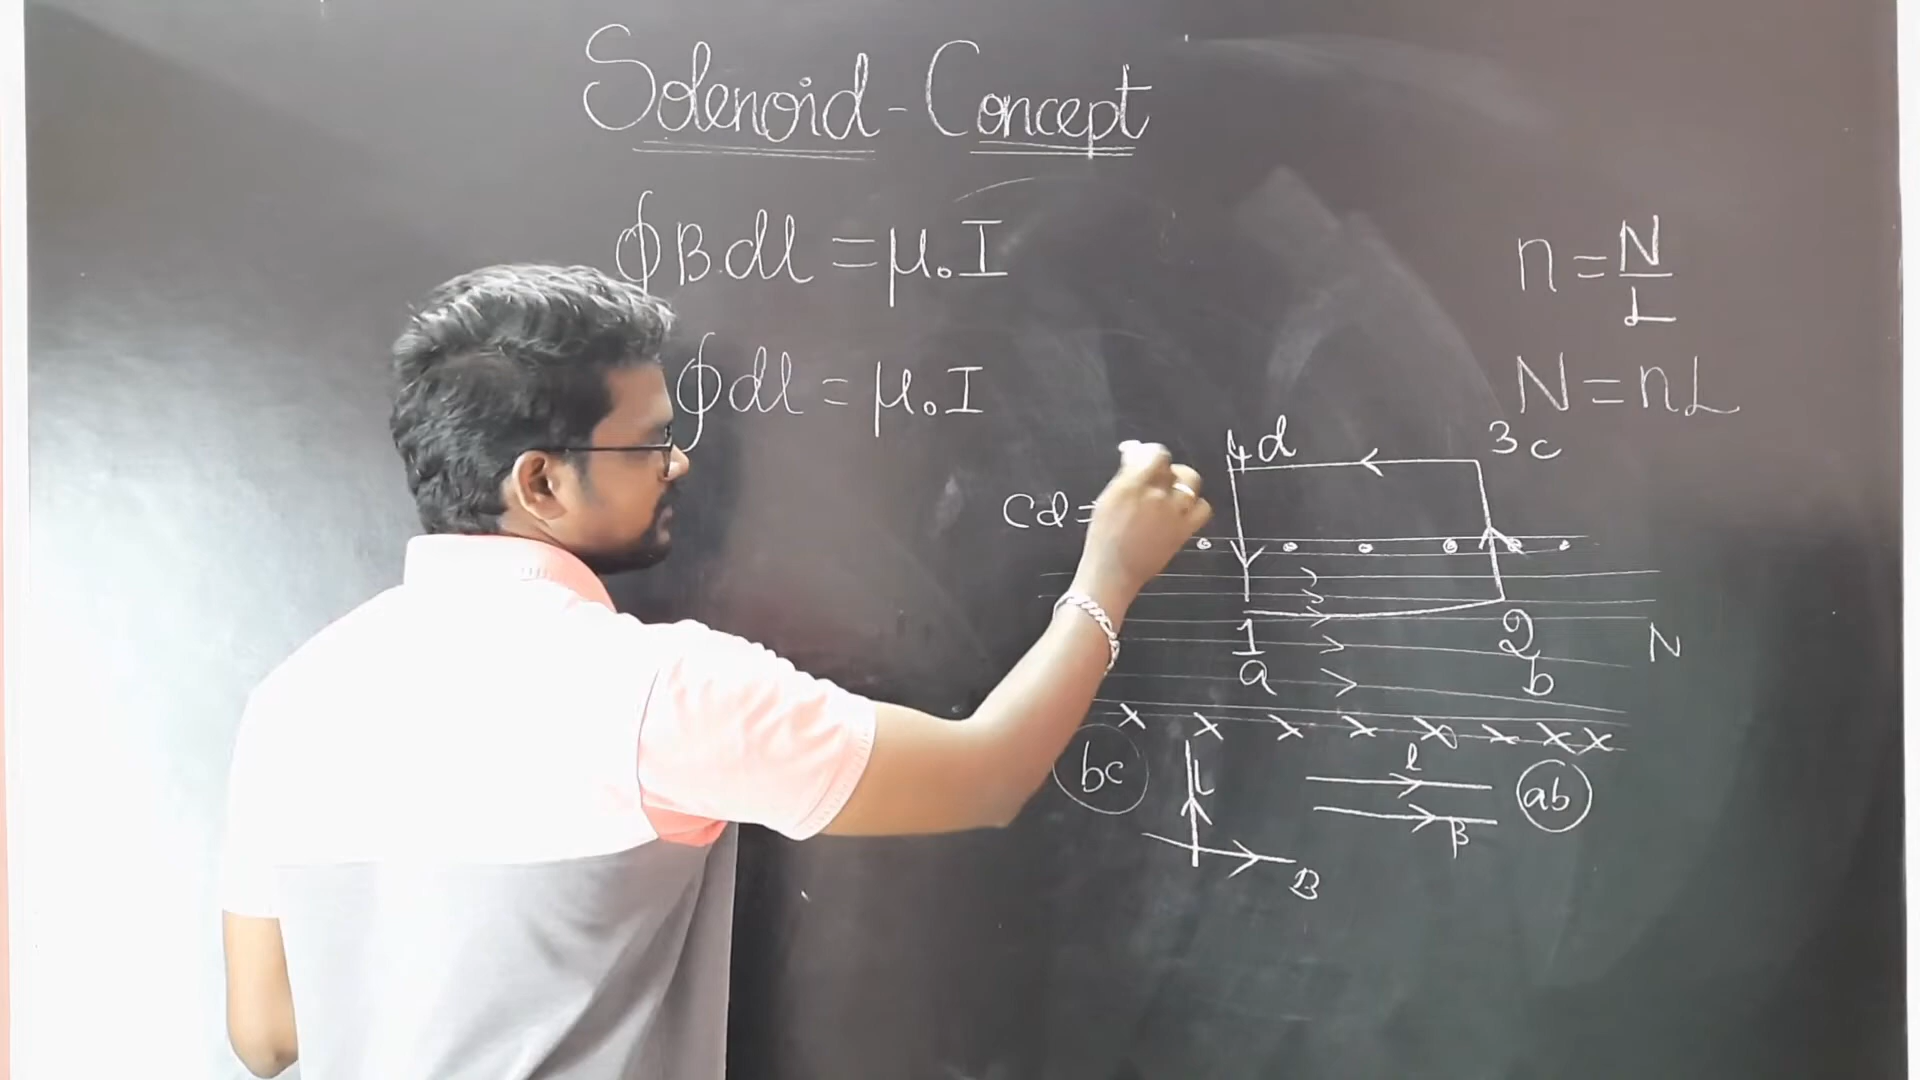 Solenoid - Concept
∮B.dl = μ₀I
∮dl = μ₀I
n = N/L
N = nL
4 d
3 c
cd =
1
a
2
b
N
bc
L
B
l
B
ab